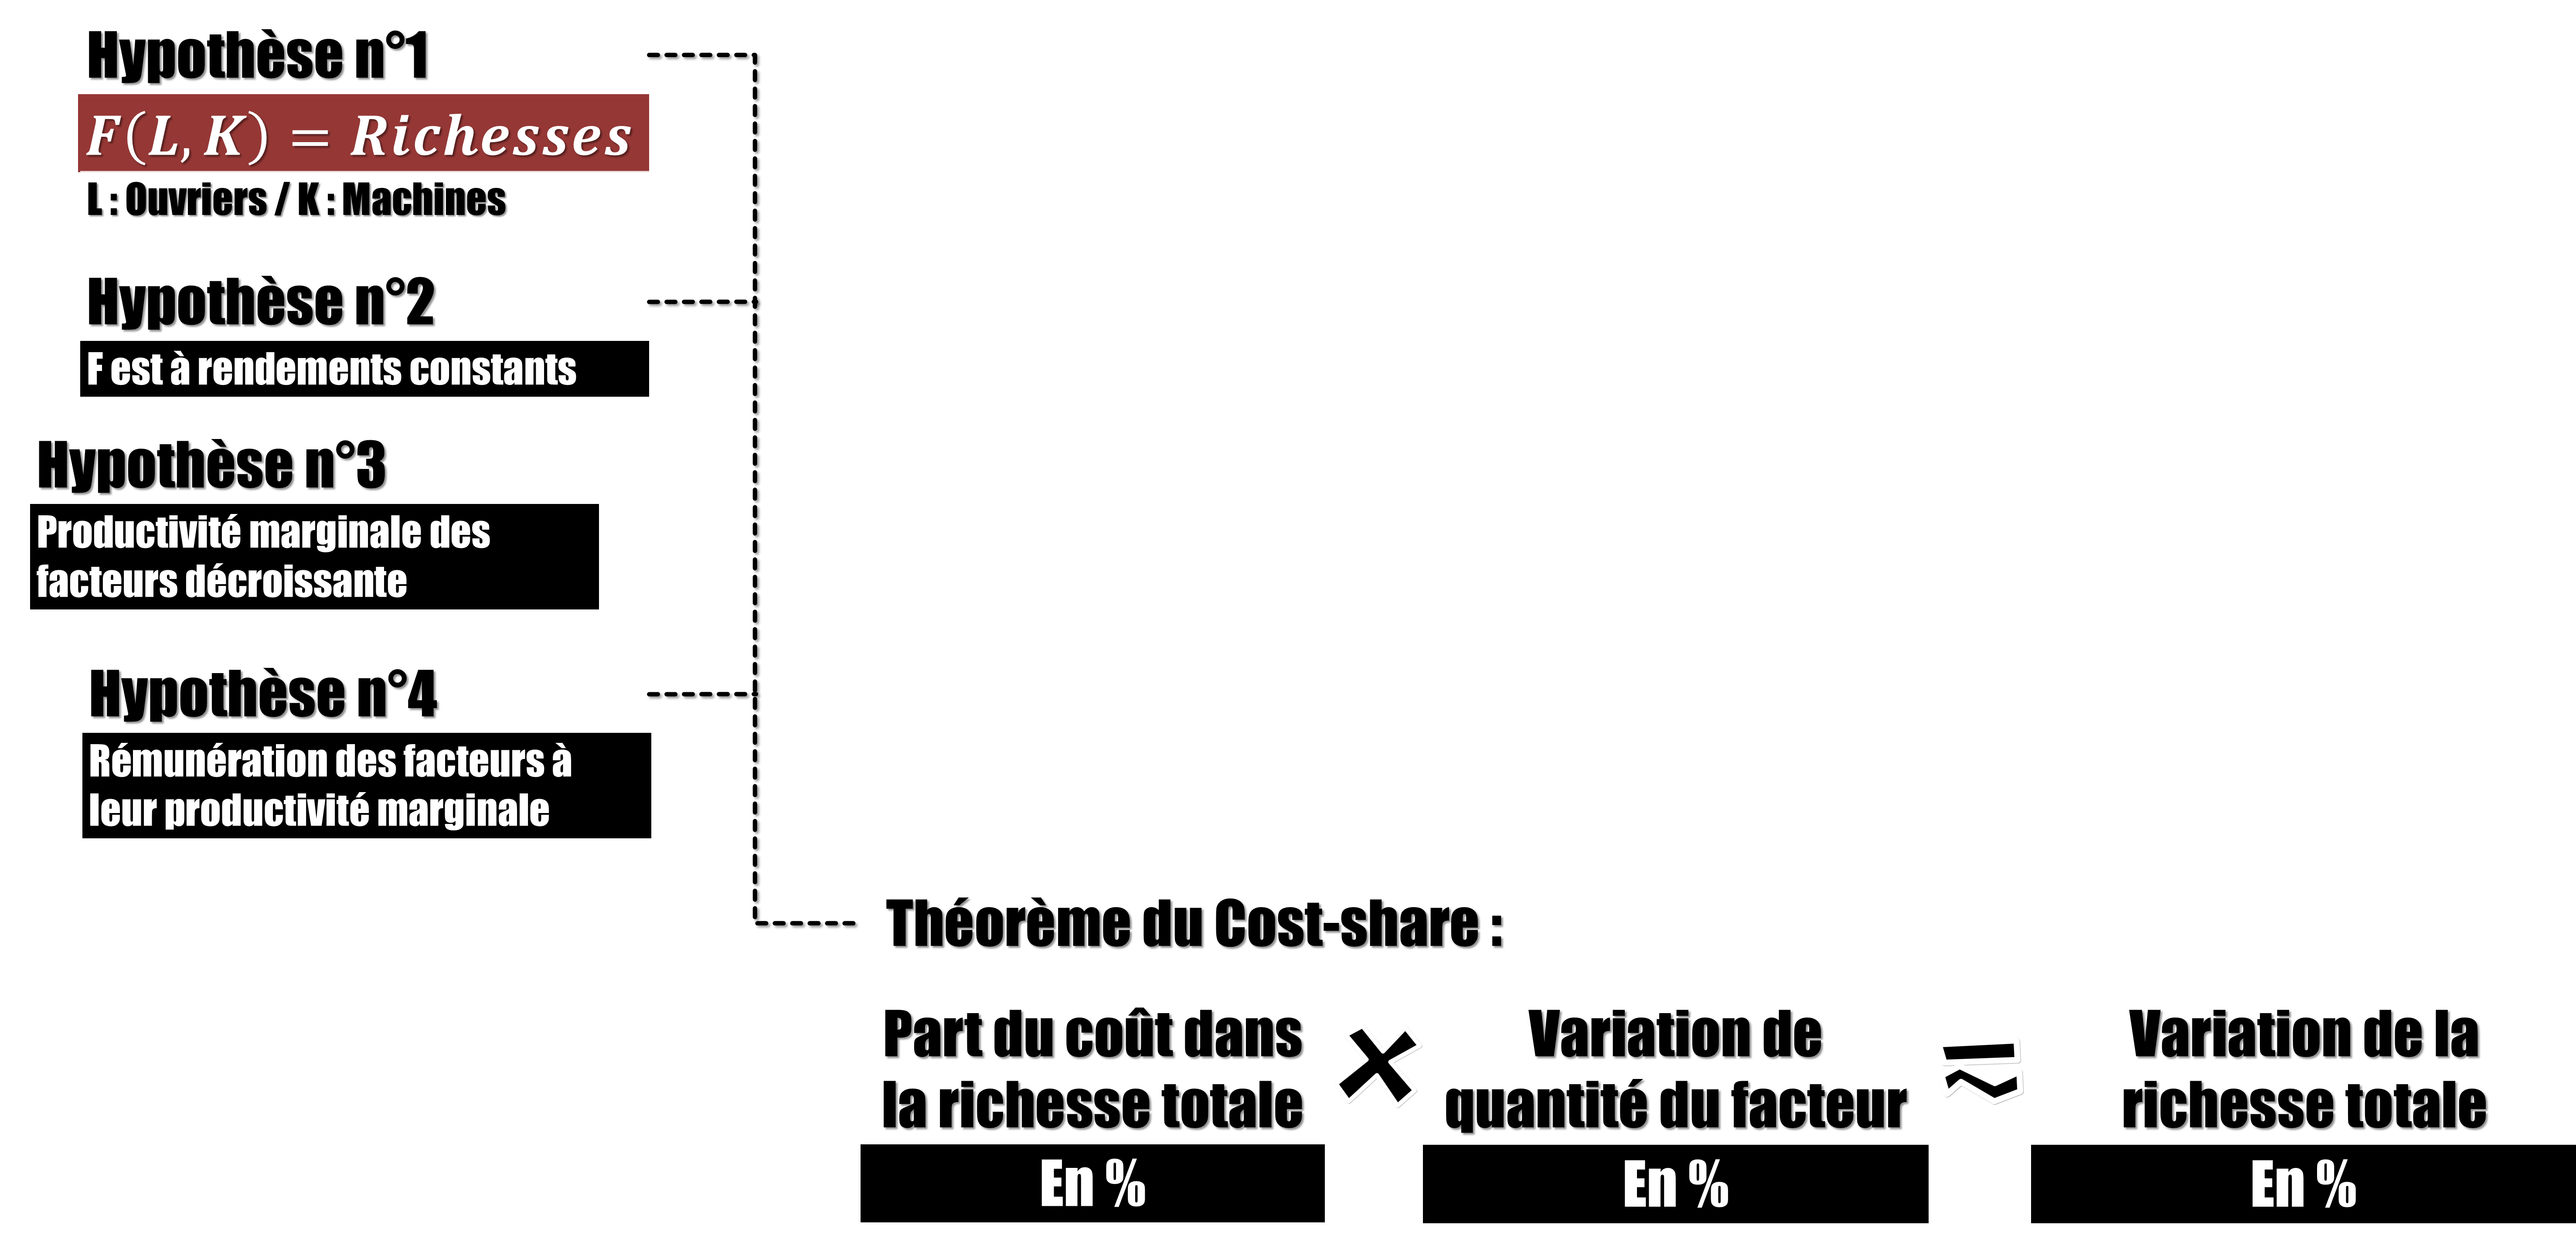 Hypothèse n°1
F(L, K) = Richesses
L : Ouvriers / K : Machines
Hypothèse n°2
F est à rendements constants
Hypothèse n°3
Productivité marginale des
facteurs décroissante
Hypothèse n°4
Rémunération des facteurs à
leur productivité marginale
Théorème du Cost-share :
Part du coût dans
la richesse totale
En %
×
Variation de
quantité du facteur
En %
≂
Variation de la
richesse totale
En %